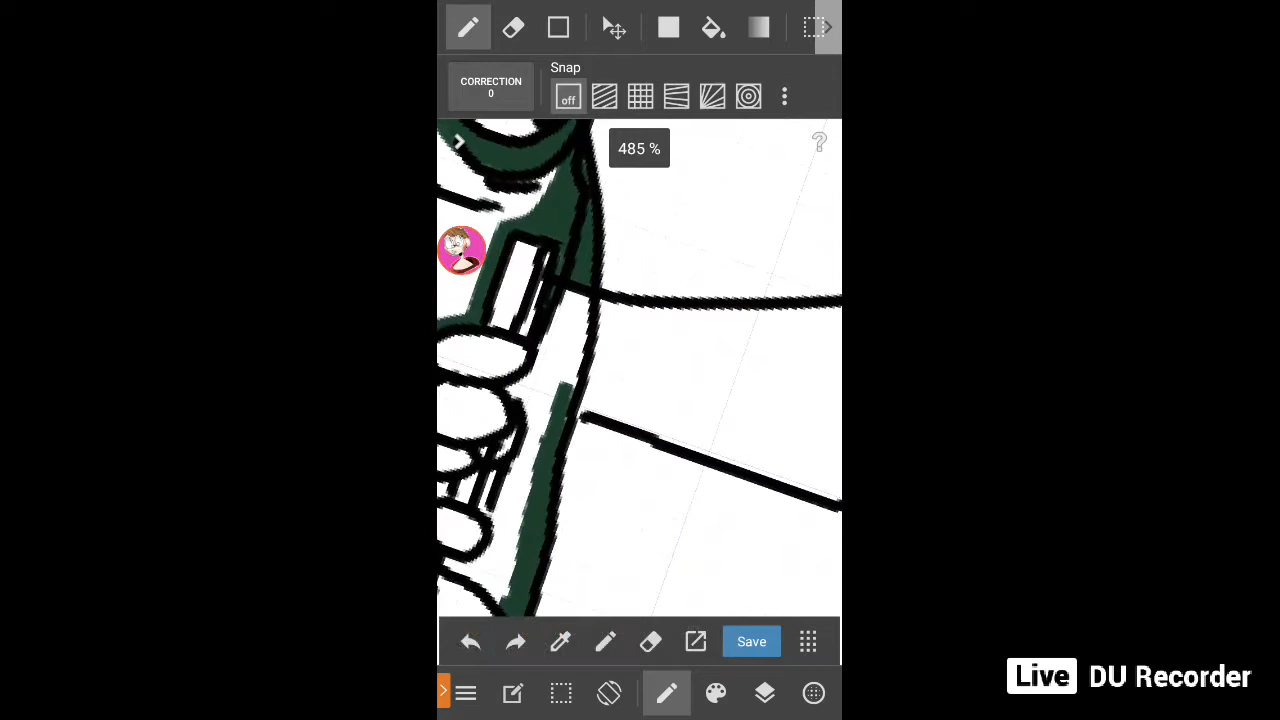 CORRECTION
0
Snap
off
485 %
?
Save
Live DU Recorder